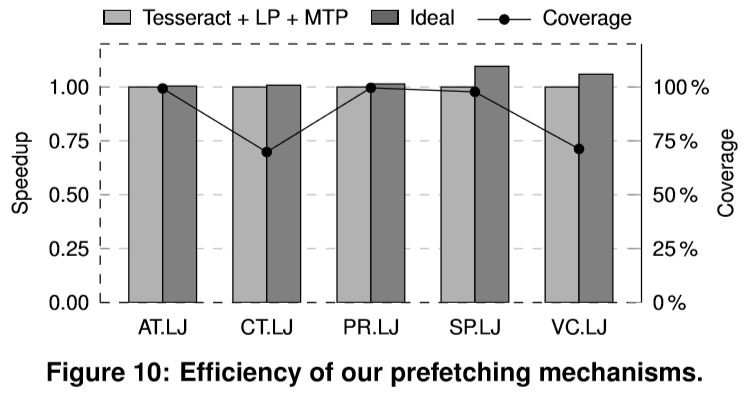 Tesseract + LP + MTP Ideal Coverage
1.00 100 %
0.75 75 %
0.50 50 %
0.25 25 %
0.00 0 %
Speedup
Coverage
AT.LJ CT.LJ PR.LJ SP.LJ VC.LJ
Figure 10: Efficiency of our prefetching mechanisms.